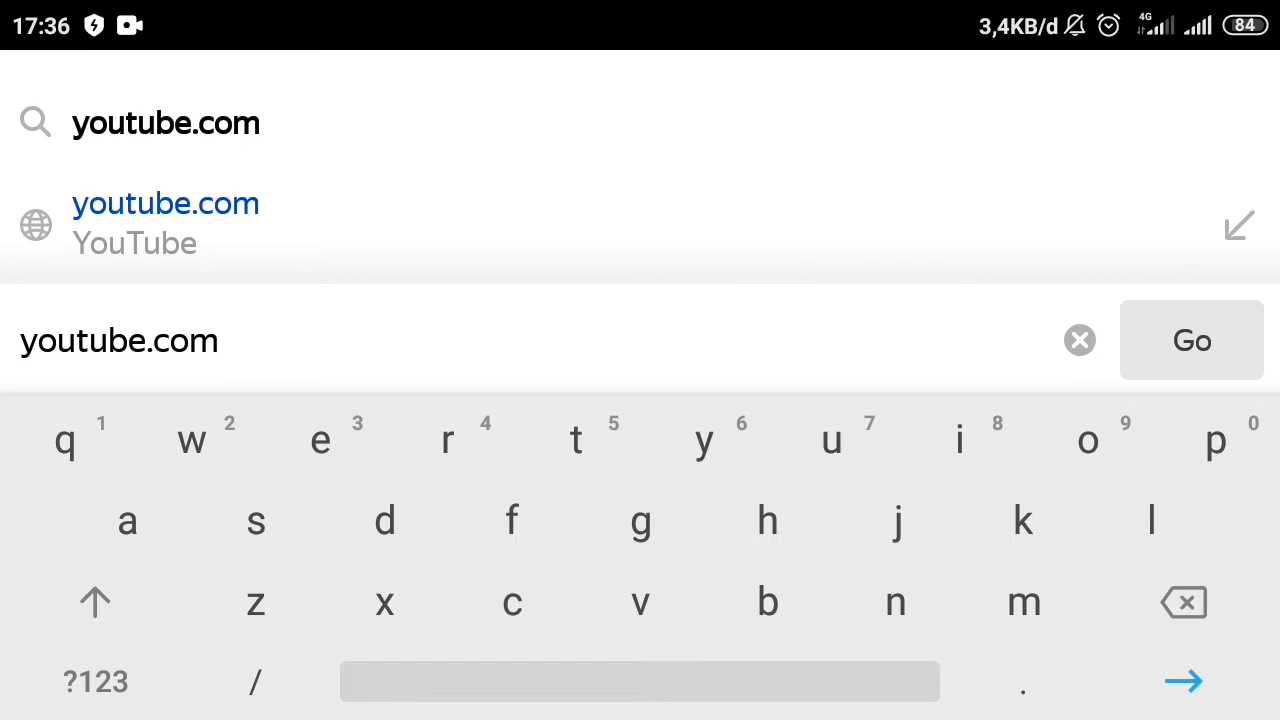 17:36 3,4KB/d 4G 84
youtube.com
youtube.com
YouTube
youtube.com Go
q 1 w 2 e 3 r 4 t 5 y 6 u 7 i 8 o 9 p 0
a s d f g h j k l
z x c v b n m
?123 / .